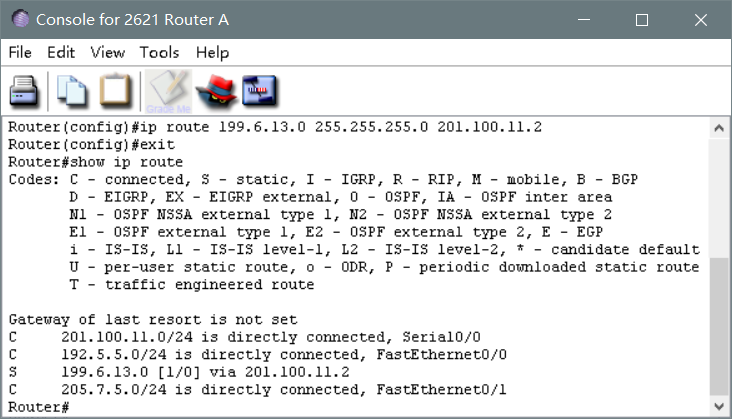 Console for 2621 Router A
File Edit View Tools Help
Grade Me
Router(config)#ip route 199.6.13.0 255.255.255.0 201.100.11.2
Router(config)#exit
Router#show ip route
Codes: C - connected, S - static, I - IGRP, R - RIP, M - mobile, B - BGP
       D - EIGRP, EX - EIGRP external, O - OSPF, IA - OSPF inter area
       N1 - OSPF NSSA external type 1, N2 - OSPF NSSA external type 2
       E1 - OSPF external type 1, E2 - OSPF external type 2, E - EGP
       i - IS-IS, L1 - IS-IS level-1, L2 - IS-IS level-2, * - candidate default
       U - per-user static route, o - ODR, P - periodic downloaded static route
       T - traffic engineered route
Gateway of last resort is not set
C     201.100.11.0/24 is directly connected, Serial0/0
C     192.5.5.0/24 is directly connected, FastEthernet0/0
S     199.6.13.0 [1/0] via 201.100.11.2
C     205.7.5.0/24 is directly connected, FastEthernet0/1
Router#